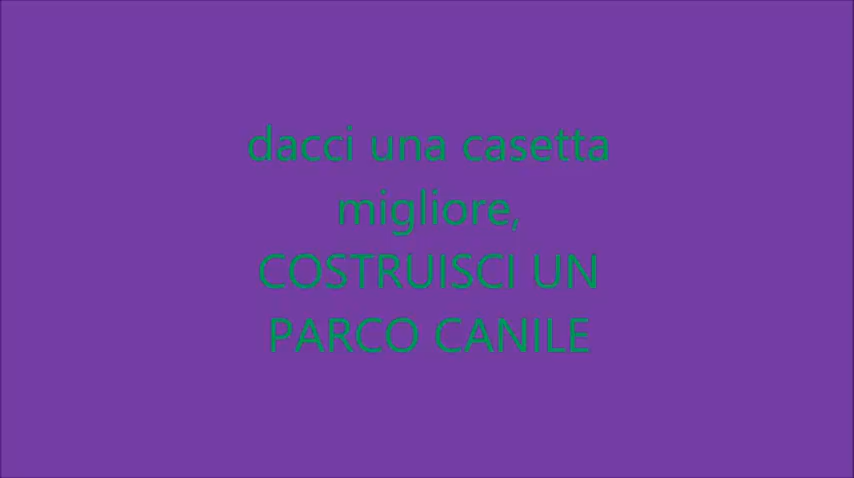 dacci una casetta
migliore,
COSTRUISCI UN
PARCO CANILE